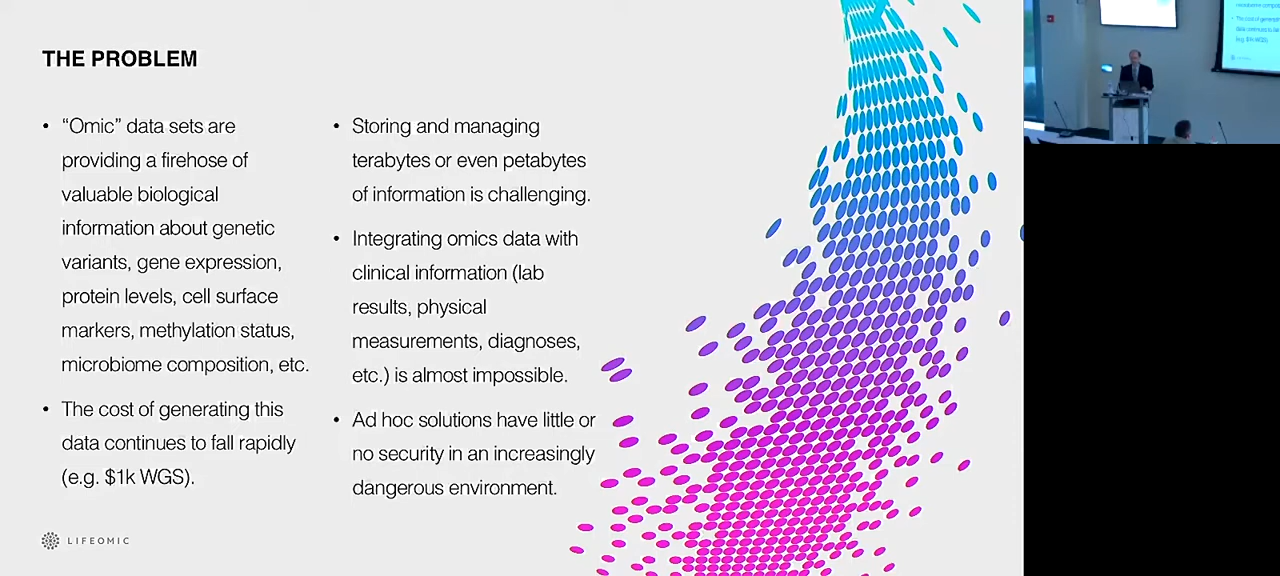 THE PROBLEM
• “Omic” data sets are
providing a firehose of
valuable biological
information about genetic
variants, gene expression,
protein levels, cell surface
markers, methylation status,
microbiome composition, etc.
• The cost of generating this
data continues to fall rapidly
(e.g. $1k WGS).
• Storing and managing
terabytes or even petabytes
of information is challenging.
• Integrating omics data with
clinical information (lab
results, physical
measurements, diagnoses,
etc.) is almost impossible.
• Ad hoc solutions have little or
no security in an increasingly
dangerous environment.
LIFEOMIC